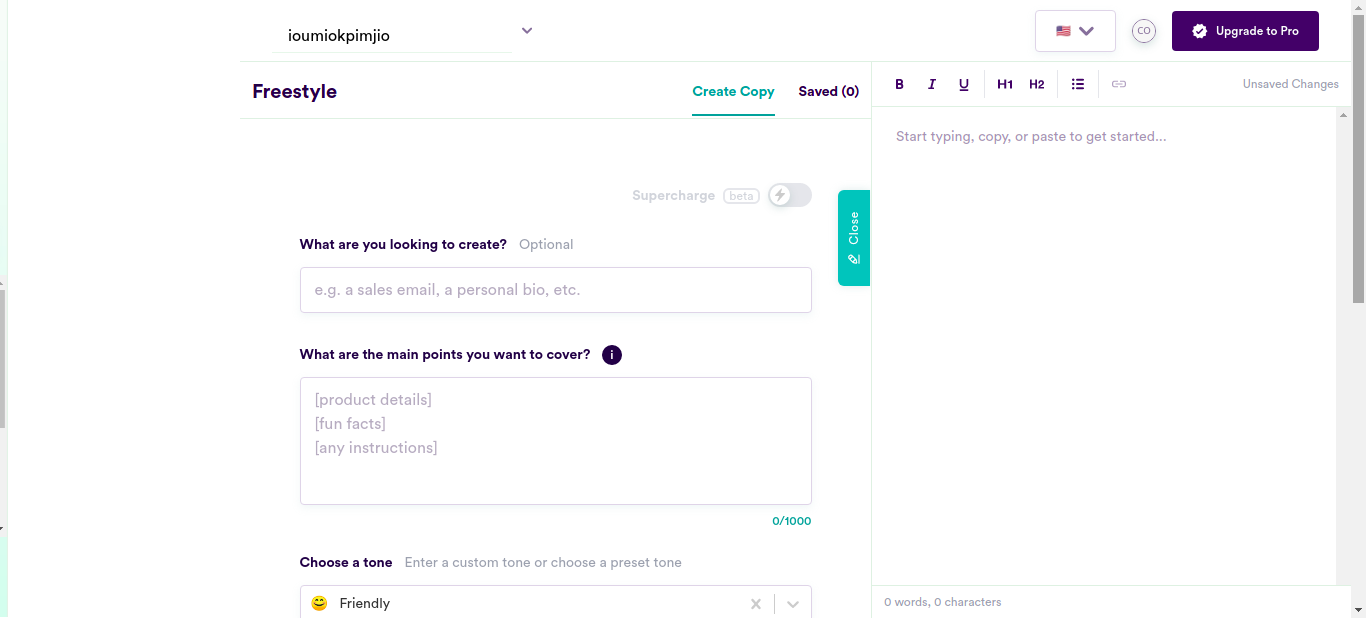 ioumiokpimjio
CO
Upgrade to Pro
Freestyle
Create Copy
Saved (0)
B I U H1 H2
Unsaved Changes
Start typing, copy, or paste to get started...
Supercharge beta
Close
What are you looking to create? Optional
e.g. a sales email, a personal bio, etc.
What are the main points you want to cover? i
[product details]
[fun facts]
[any instructions]
0/1000
Choose a tone Enter a custom tone or choose a preset tone
Friendly
0 words, 0 characters